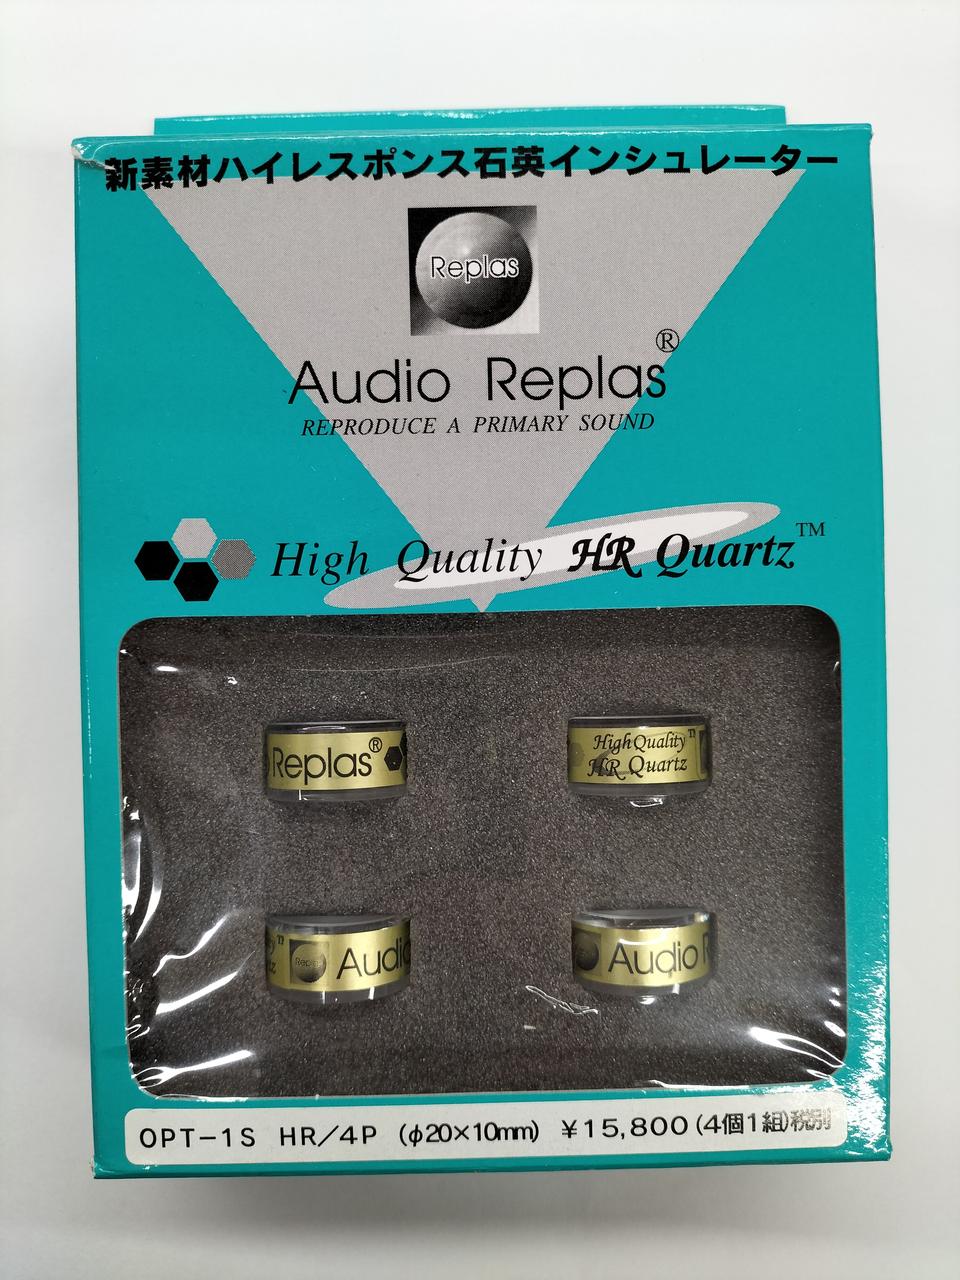 新素材ハイレスポンス石英インシュレーター
Replas
Audio Replas®
REPRODUCE A PRIMARY SOUND
High Quality HR Quartz™
Replas®
High Quality™
HR Quartz
Replas
Audio
Audio R
OPT-1S HR/4P (φ20×10mm) ¥15,800(4個1組)税別